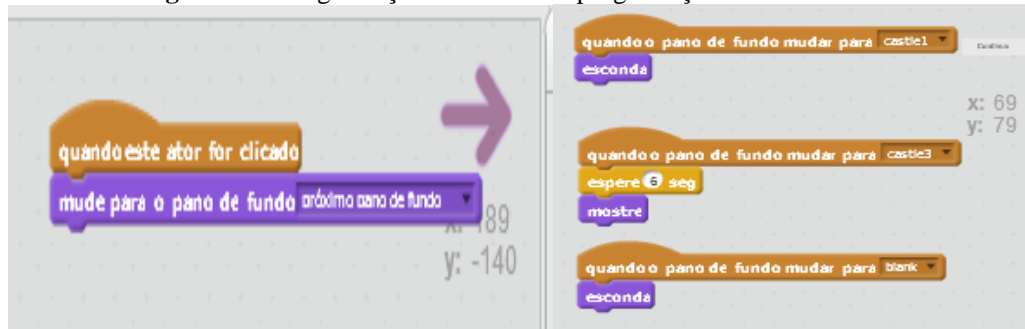 quando este ator for clicado
mude para o pano de fundo próximo pano de fundo
x: 189
y: -140
quando o pano de fundo mudar para castle1
esconda
x: 69
y: 79
quando o pano de fundo mudar para castle3
espere 6 seg
mostre
quando o pano de fundo mudar para blank
esconda